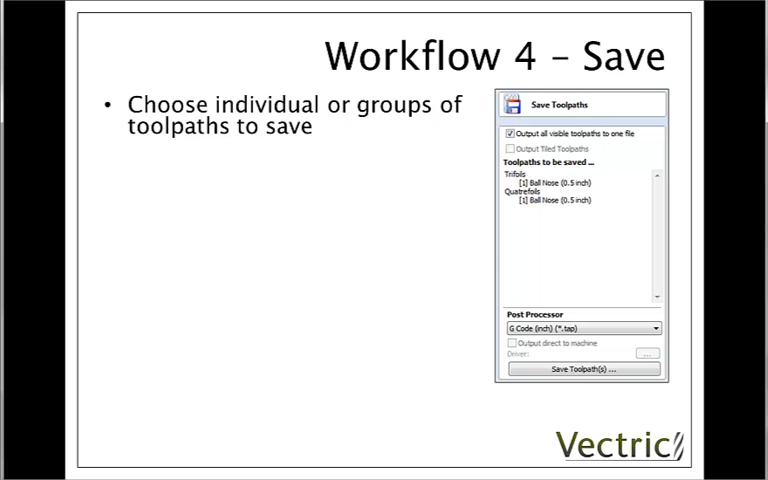 Workflow 4 – Save
• Choose individual or groups of
toolpaths to save
Save Toolpaths
Output all visible toolpaths to one file
Output Tiled Toolpaths
Toolpaths to be saved ...
Trifoils
[1] Ball Nose (0.5 inch)
Quatrefoils
[1] Ball Nose (0.5 inch)
Post Processor
G Code (inch) (*.tap)
Output direct to machine
Driver:
...
Save Toolpath(s) ...
Vectric